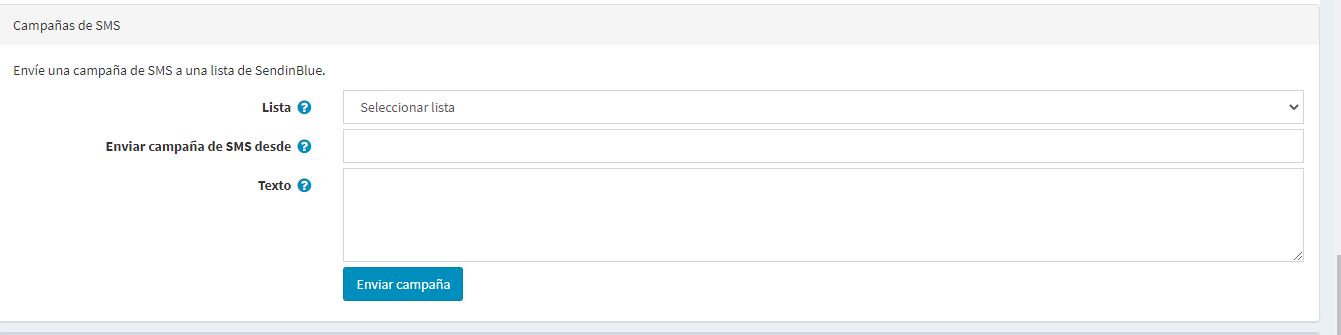 Campañas de SMS
Envíe una campaña de SMS a una lista de SendinBlue.
Lista ?
Seleccionar lista
Enviar campaña de SMS desde ?
Texto ?
Enviar campaña